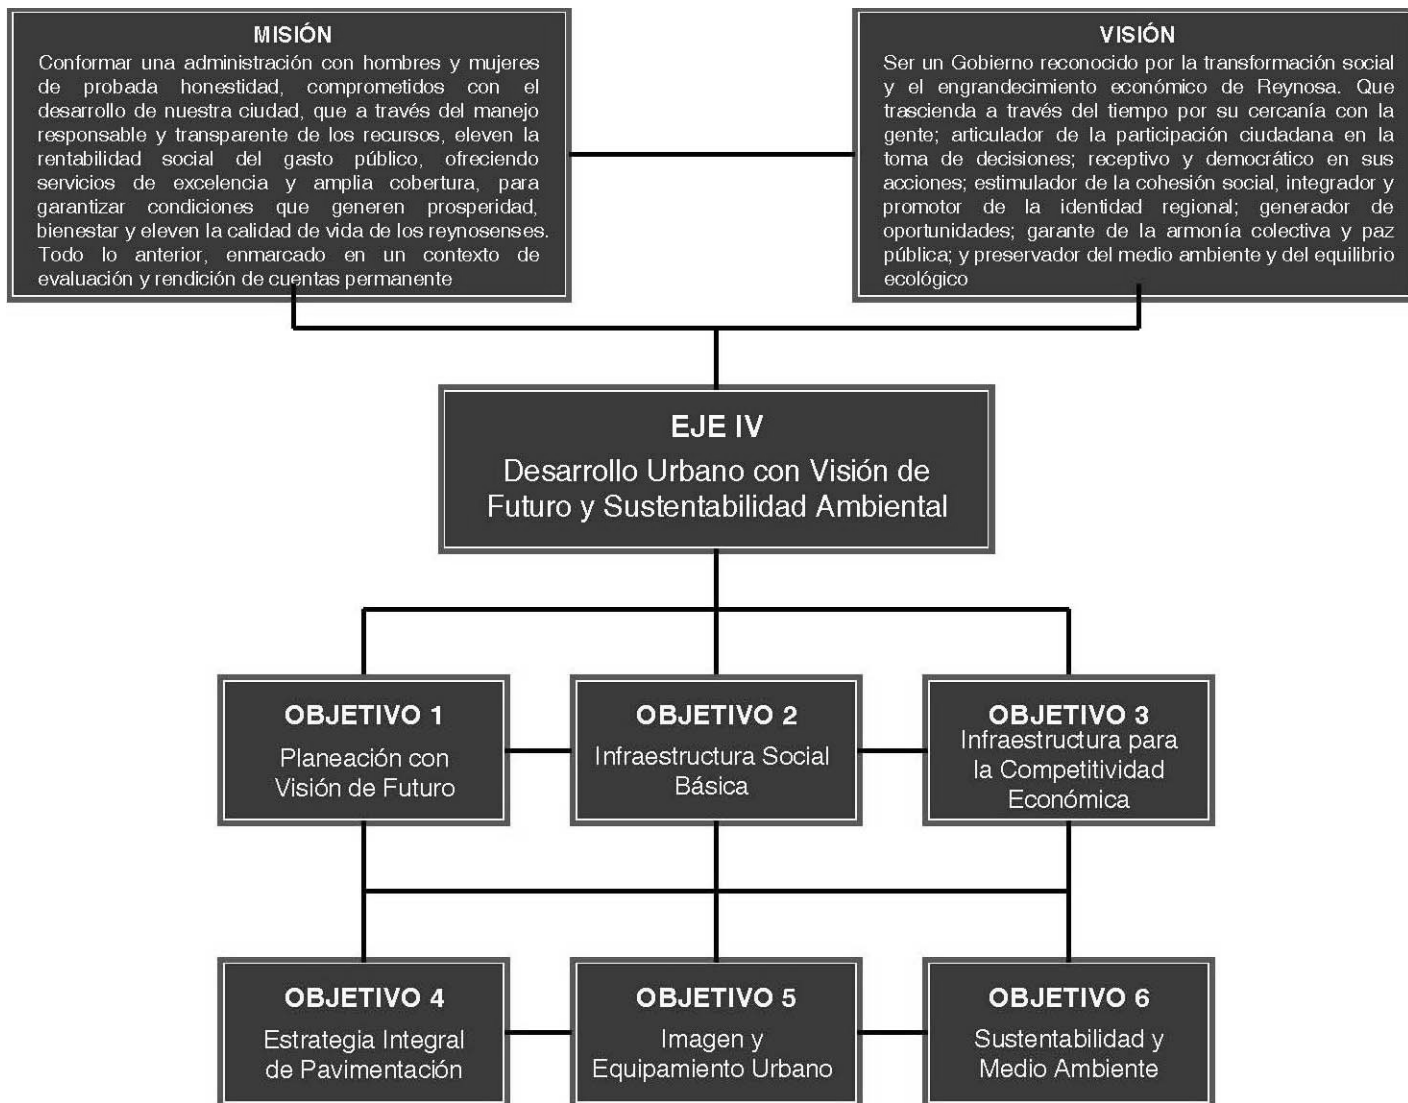 MISIÓN
Conformar una administración con hombres y mujeres
de probada honestidad, comprometidos con el
desarrollo de nuestra ciudad, que a través del manejo
responsable y transparente de los recursos, eleven la
rentabilidad social del gasto público, ofreciendo
servicios de excelencia y amplia cobertura, para
garantizar condiciones que generen prosperidad,
bienestar y eleven la calidad de vida de los reynosenses.
Todo lo anterior, enmarcado en un contexto de
evaluación y rendición de cuentas permanente
VISIÓN
Ser un Gobierno reconocido por la transformación social
y el engrandecimiento económico de Reynosa. Que
trascienda a través del tiempo por su cercanía con la
gente; articulador de la participación ciudadana en la
toma de decisiones; receptivo y democrático en sus
acciones; estimulador de la cohesión social, integrador y
promotor de la identidad regional; generador de
oportunidades; garante de la armonía colectiva y paz
pública; y preservador del medio ambiente y del equilibrio
ecológico
EJE IV
Desarrollo Urbano con Visión de
Futuro y Sustentabilidad Ambiental
OBJETIVO 1
Planeación con
Visión de Futuro
OBJETIVO 2
Infraestructura Social
Básica
OBJETIVO 3
Infraestructura para
la Competitividad
Económica
OBJETIVO 4
Estrategia Integral
de Pavimentación
OBJETIVO 5
Imagen y
Equipamiento Urbano
OBJETIVO 6
Sustentabilidad y
Medio Ambiente